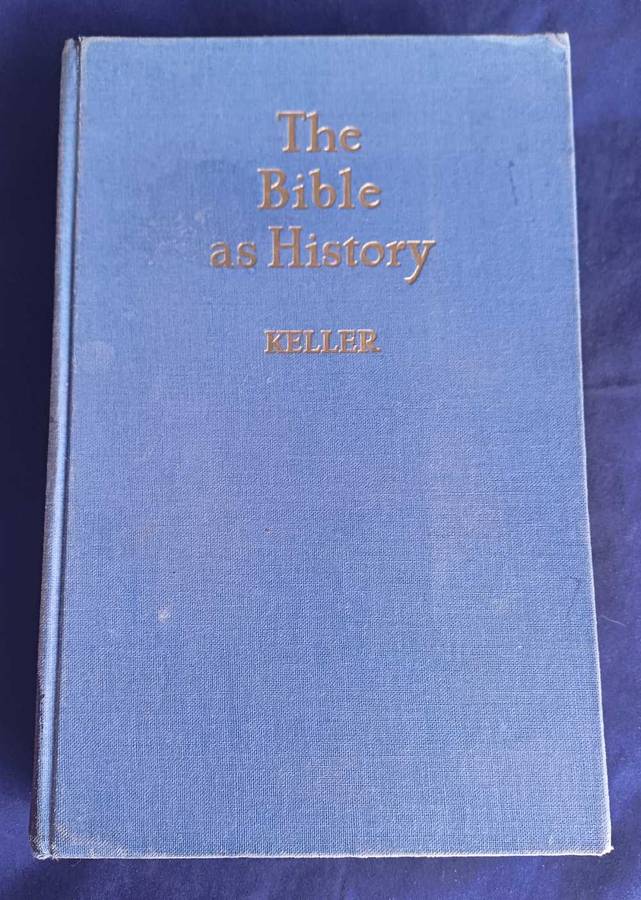 The
Bible
as History
KELLER